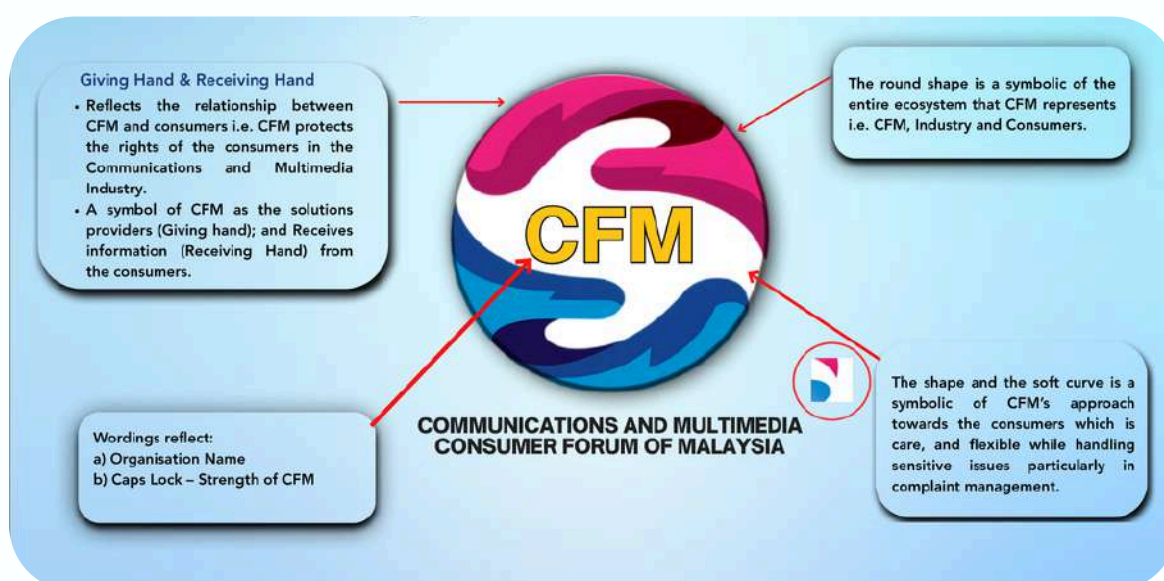 Giving Hand & Receiving Hand
• Reflects the relationship between
CFM and consumers i.e. CFM protects
the rights of the consumers in the
Communications and Multimedia
Industry.
• A symbol of CFM as the solutions
providers (Giving hand); and Receives
information (Receiving Hand) from
the consumers.
The round shape is a symbolic of the
entire ecosystem that CFM represents
i.e. CFM, Industry and Consumers.
CFM
COMMUNICATIONS AND MULTIMEDIA
CONSUMER FORUM OF MALAYSIA
Wordings reflect:
a) Organisation Name
b) Caps Lock – Strength of CFM
The shape and the soft curve is a
symbolic of CFM's approach
towards the consumers which is
care, and flexible while handling
sensitive issues particularly in
complaint management.